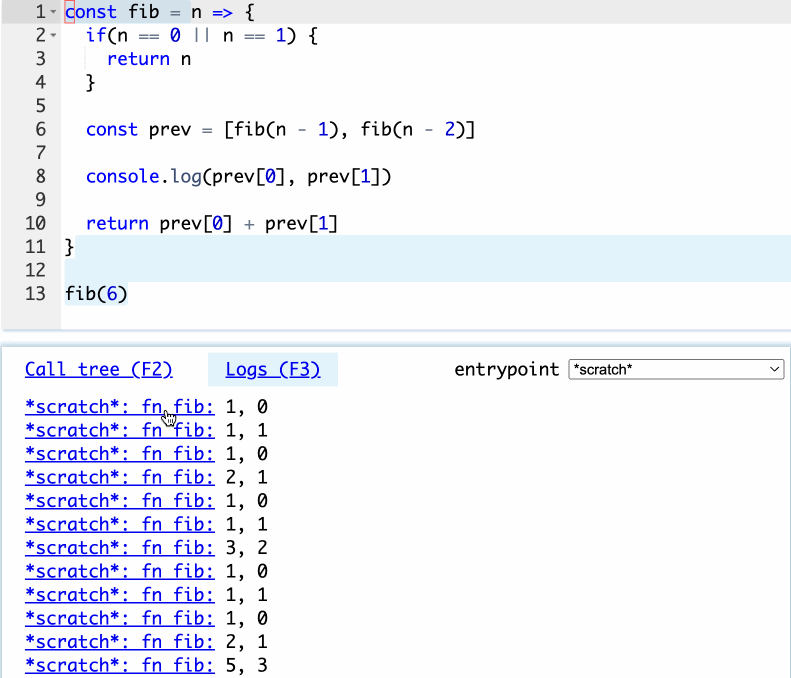 1 const fib = n => {
2 if(n == 0 || n == 1) {
3 return n
4 }
5
6 const prev = [fib(n - 1), fib(n - 2)]
7
8 console.log(prev[0], prev[1])
9
10 return prev[0] + prev[1]
11 }
12
13 fib(6)
Call tree (F2) Logs (F3) entrypoint *scratch*
*scratch*: fn fib: 1, 0
*scratch*: fn fib: 1, 1
*scratch*: fn fib: 1, 0
*scratch*: fn fib: 2, 1
*scratch*: fn fib: 1, 0
*scratch*: fn fib: 1, 1
*scratch*: fn fib: 3, 2
*scratch*: fn fib: 1, 0
*scratch*: fn fib: 1, 1
*scratch*: fn fib: 1, 0
*scratch*: fn fib: 2, 1
*scratch*: fn fib: 5, 3